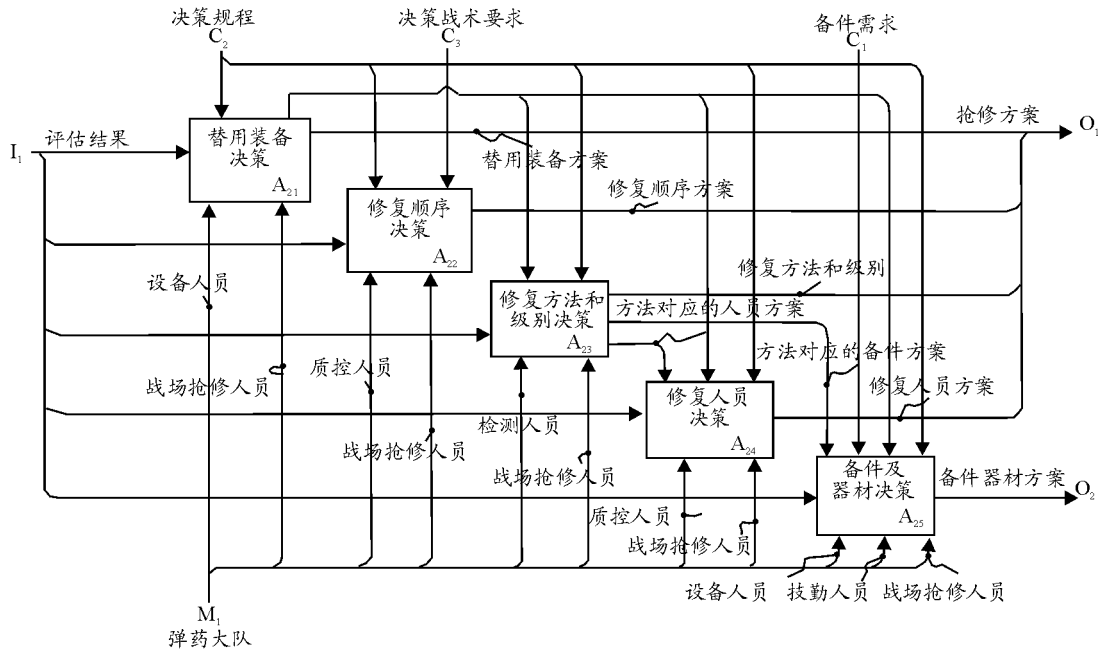 决策规程
C2
决策战术要求
C3
备件需求
C1
I1
评估结果
替用装备
决策
A21
抢修方案
O1
替用装备方案
修复顺序
决策
A22
修复顺序方案
设备人员
修复方法和
级别决策
A23
修复方法和级别
方法对应的人员方案
战场抢修人员
质控人员
方法对应的备件方案
修复人员
决策
A24
修复人员方案
检测人员
战场抢修人员
战场抢修人员
备件及
器材决策
A25
备件器材方案
O2
质控人员
战场抢修人员
设备人员
技勤人员
战场抢修人员
M1
弹药大队